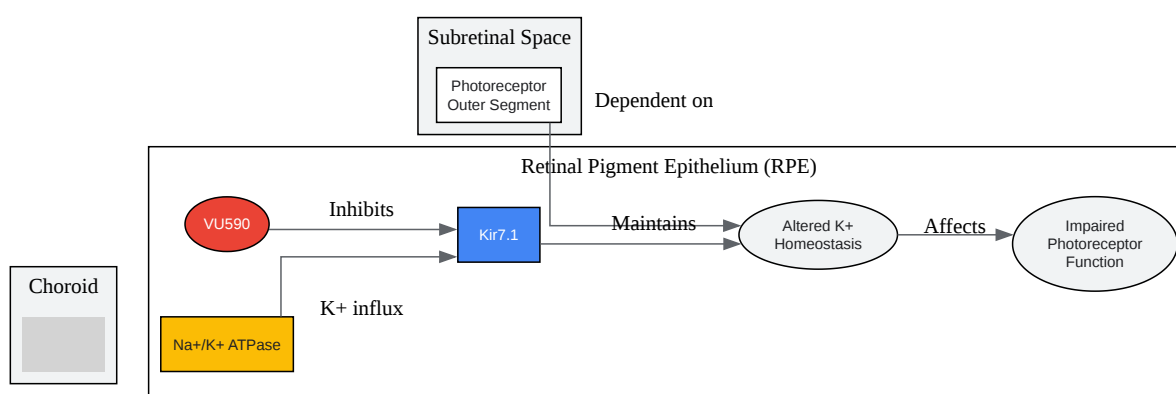 Subretinal Space
Photoreceptor
Outer Segment
Dependent on
Retinal Pigment Epithelium (RPE)
VU590
Inhibits
Kir7.1
Maintains
Altered K+
Homeostasis
Affects
Impaired
Photoreceptor
Function
Choroid
K+ influx
Na+/K+ ATPase